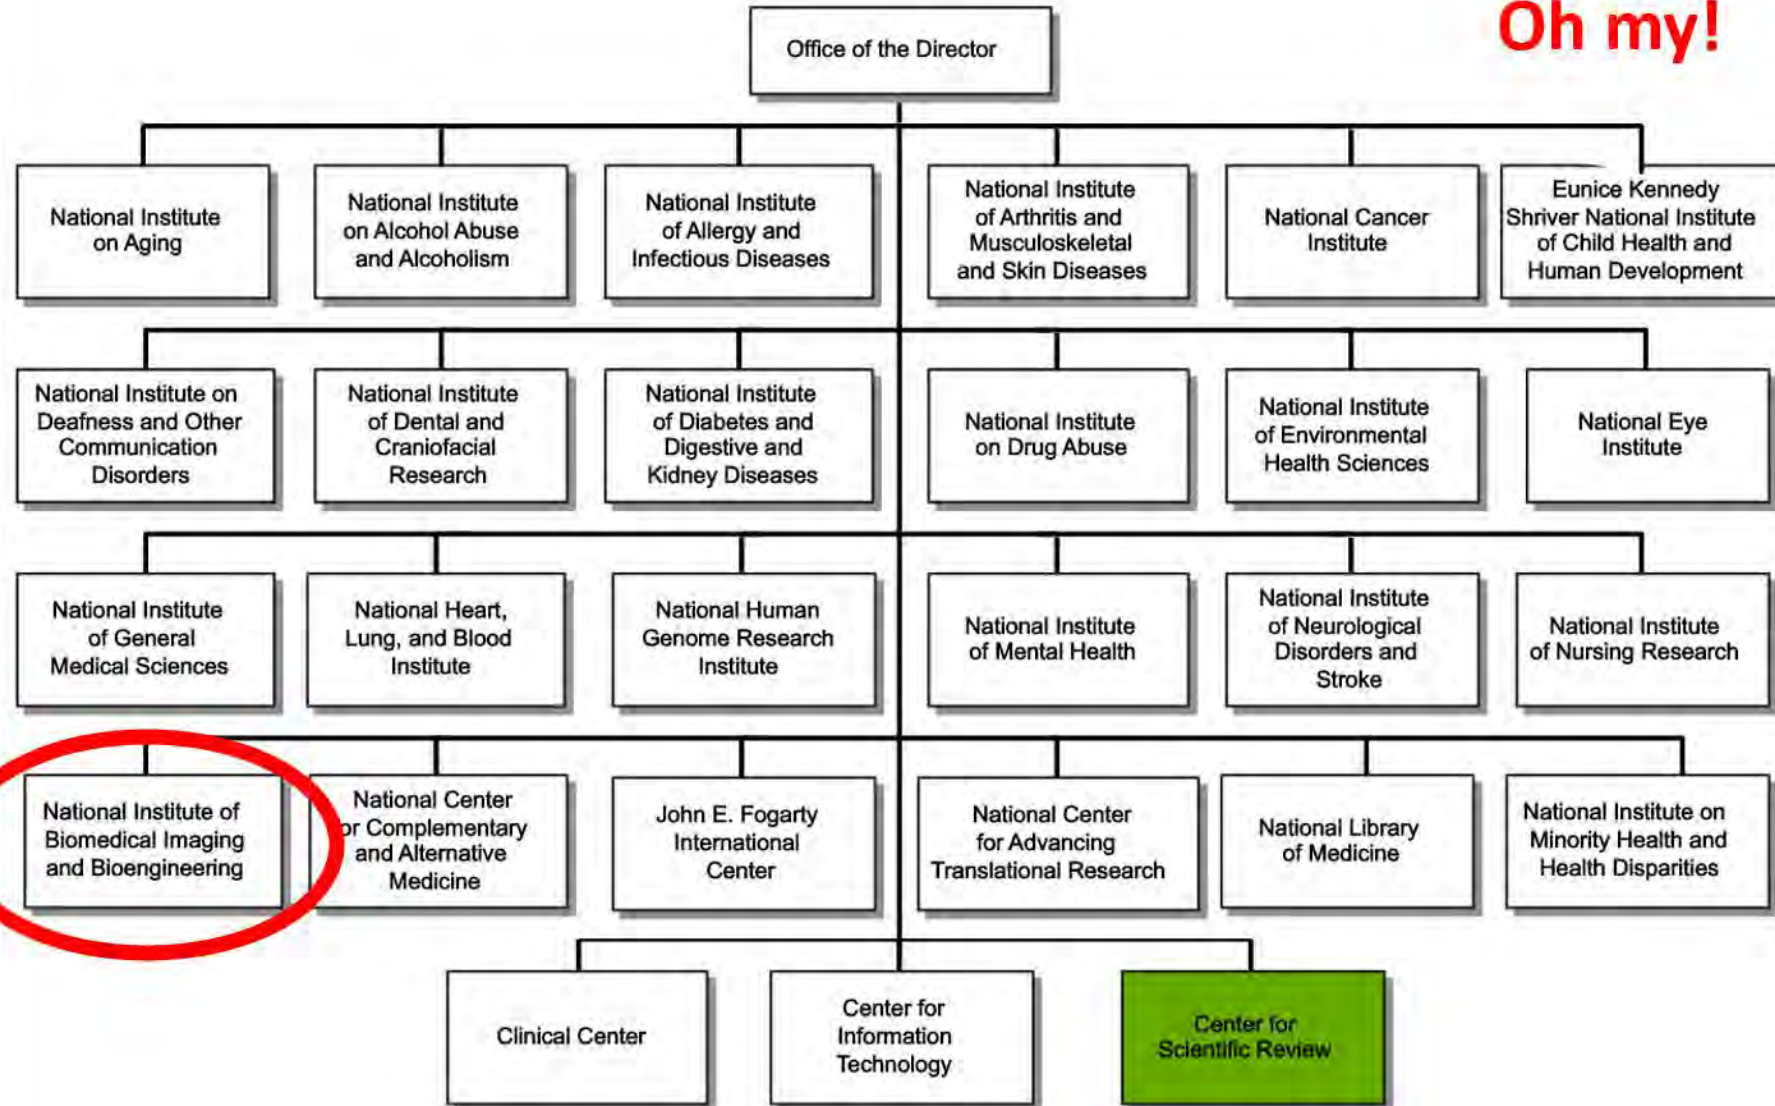 Oh my!
Office of the Director
National Institute
on Aging
National Institute
on Alcohol Abuse
and Alcoholism
National Institute
of Allergy and
Infectious Diseases
National Institute
of Arthritis and
Musculoskeletal
and Skin Diseases
National Cancer
Institute
Eunice Kennedy
Shriver National Institute
of Child Health and
Human Development
National Institute on
Deafness and Other
Communication
Disorders
National Institute
of Dental and
Craniofacial
Research
National Institute
of Diabetes and
Digestive and
Kidney Diseases
National Institute
on Drug Abuse
National Institute
of Environmental
Health Sciences
National Eye
Institute
National Institute
of General
Medical Sciences
National Heart,
Lung, and Blood
Institute
National Human
Genome Research
Institute
National Institute
of Mental Health
National Institute
of Neurological
Disorders and
Stroke
National Institute
of Nursing Research
National Institute of
Biomedical Imaging
and Bioengineering
National Center
or Complementary
and Alternative
Medicine
John E. Fogarty
International
Center
National Center
for Advancing
Translational Research
National Library
of Medicine
National Institute on
Minority Health and
Health Disparities
Clinical Center
Center for
Information
Technology
Center for
Scientific Review